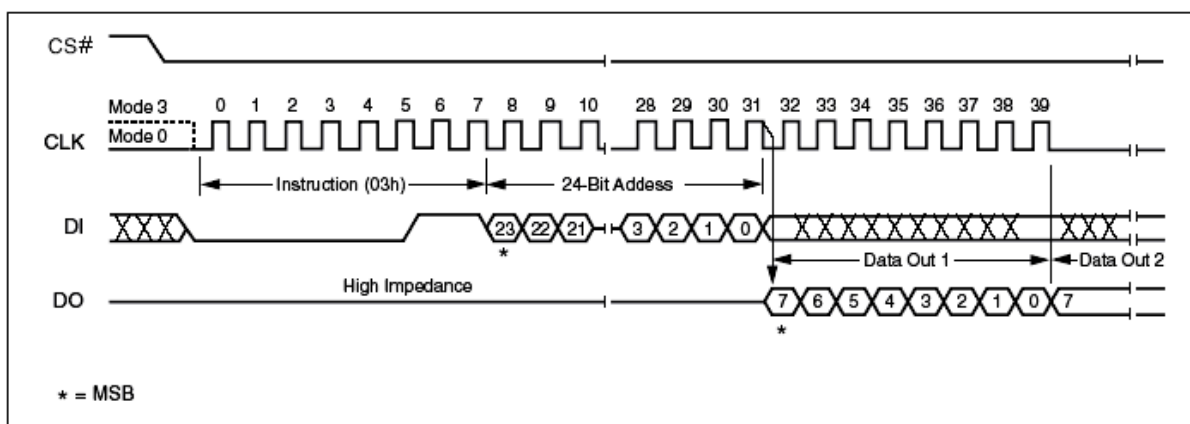 CS#
Mode 3
0 1 2 3 4 5 6 7 8 9 10 28 29 30 31 32 33 34 35 36 37 38 39
CLK
Mode 0
Instruction (03h)
24-Bit Addess
DI
23 22 21 3 2 1 0
*
Data Out 1
Data Out 2
High Impedance
DO
7 6 5 4 3 2 1 0 7
*
* = MSB